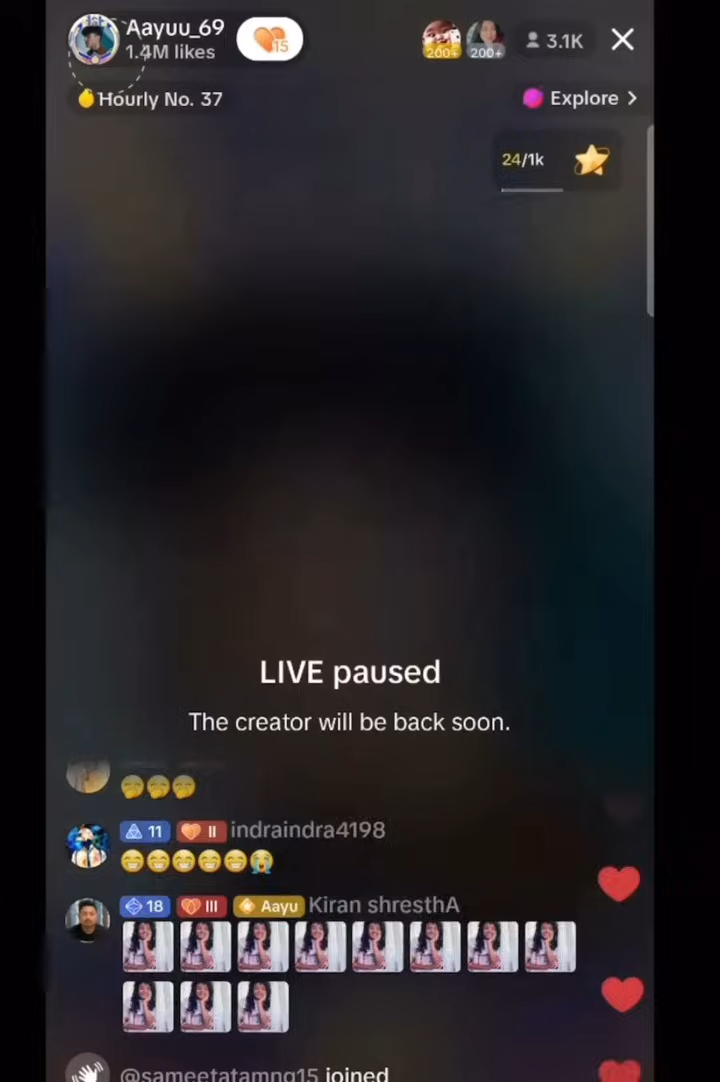 Aayuu_69
1.4M likes
15
200+
200+
3.1K
Hourly No. 37
Explore
24/1k
LIVE paused
The creator will be back soon.
11 II indraindra4198
18 III Aayu Kiran shresthA
@sameetatamng15 joined